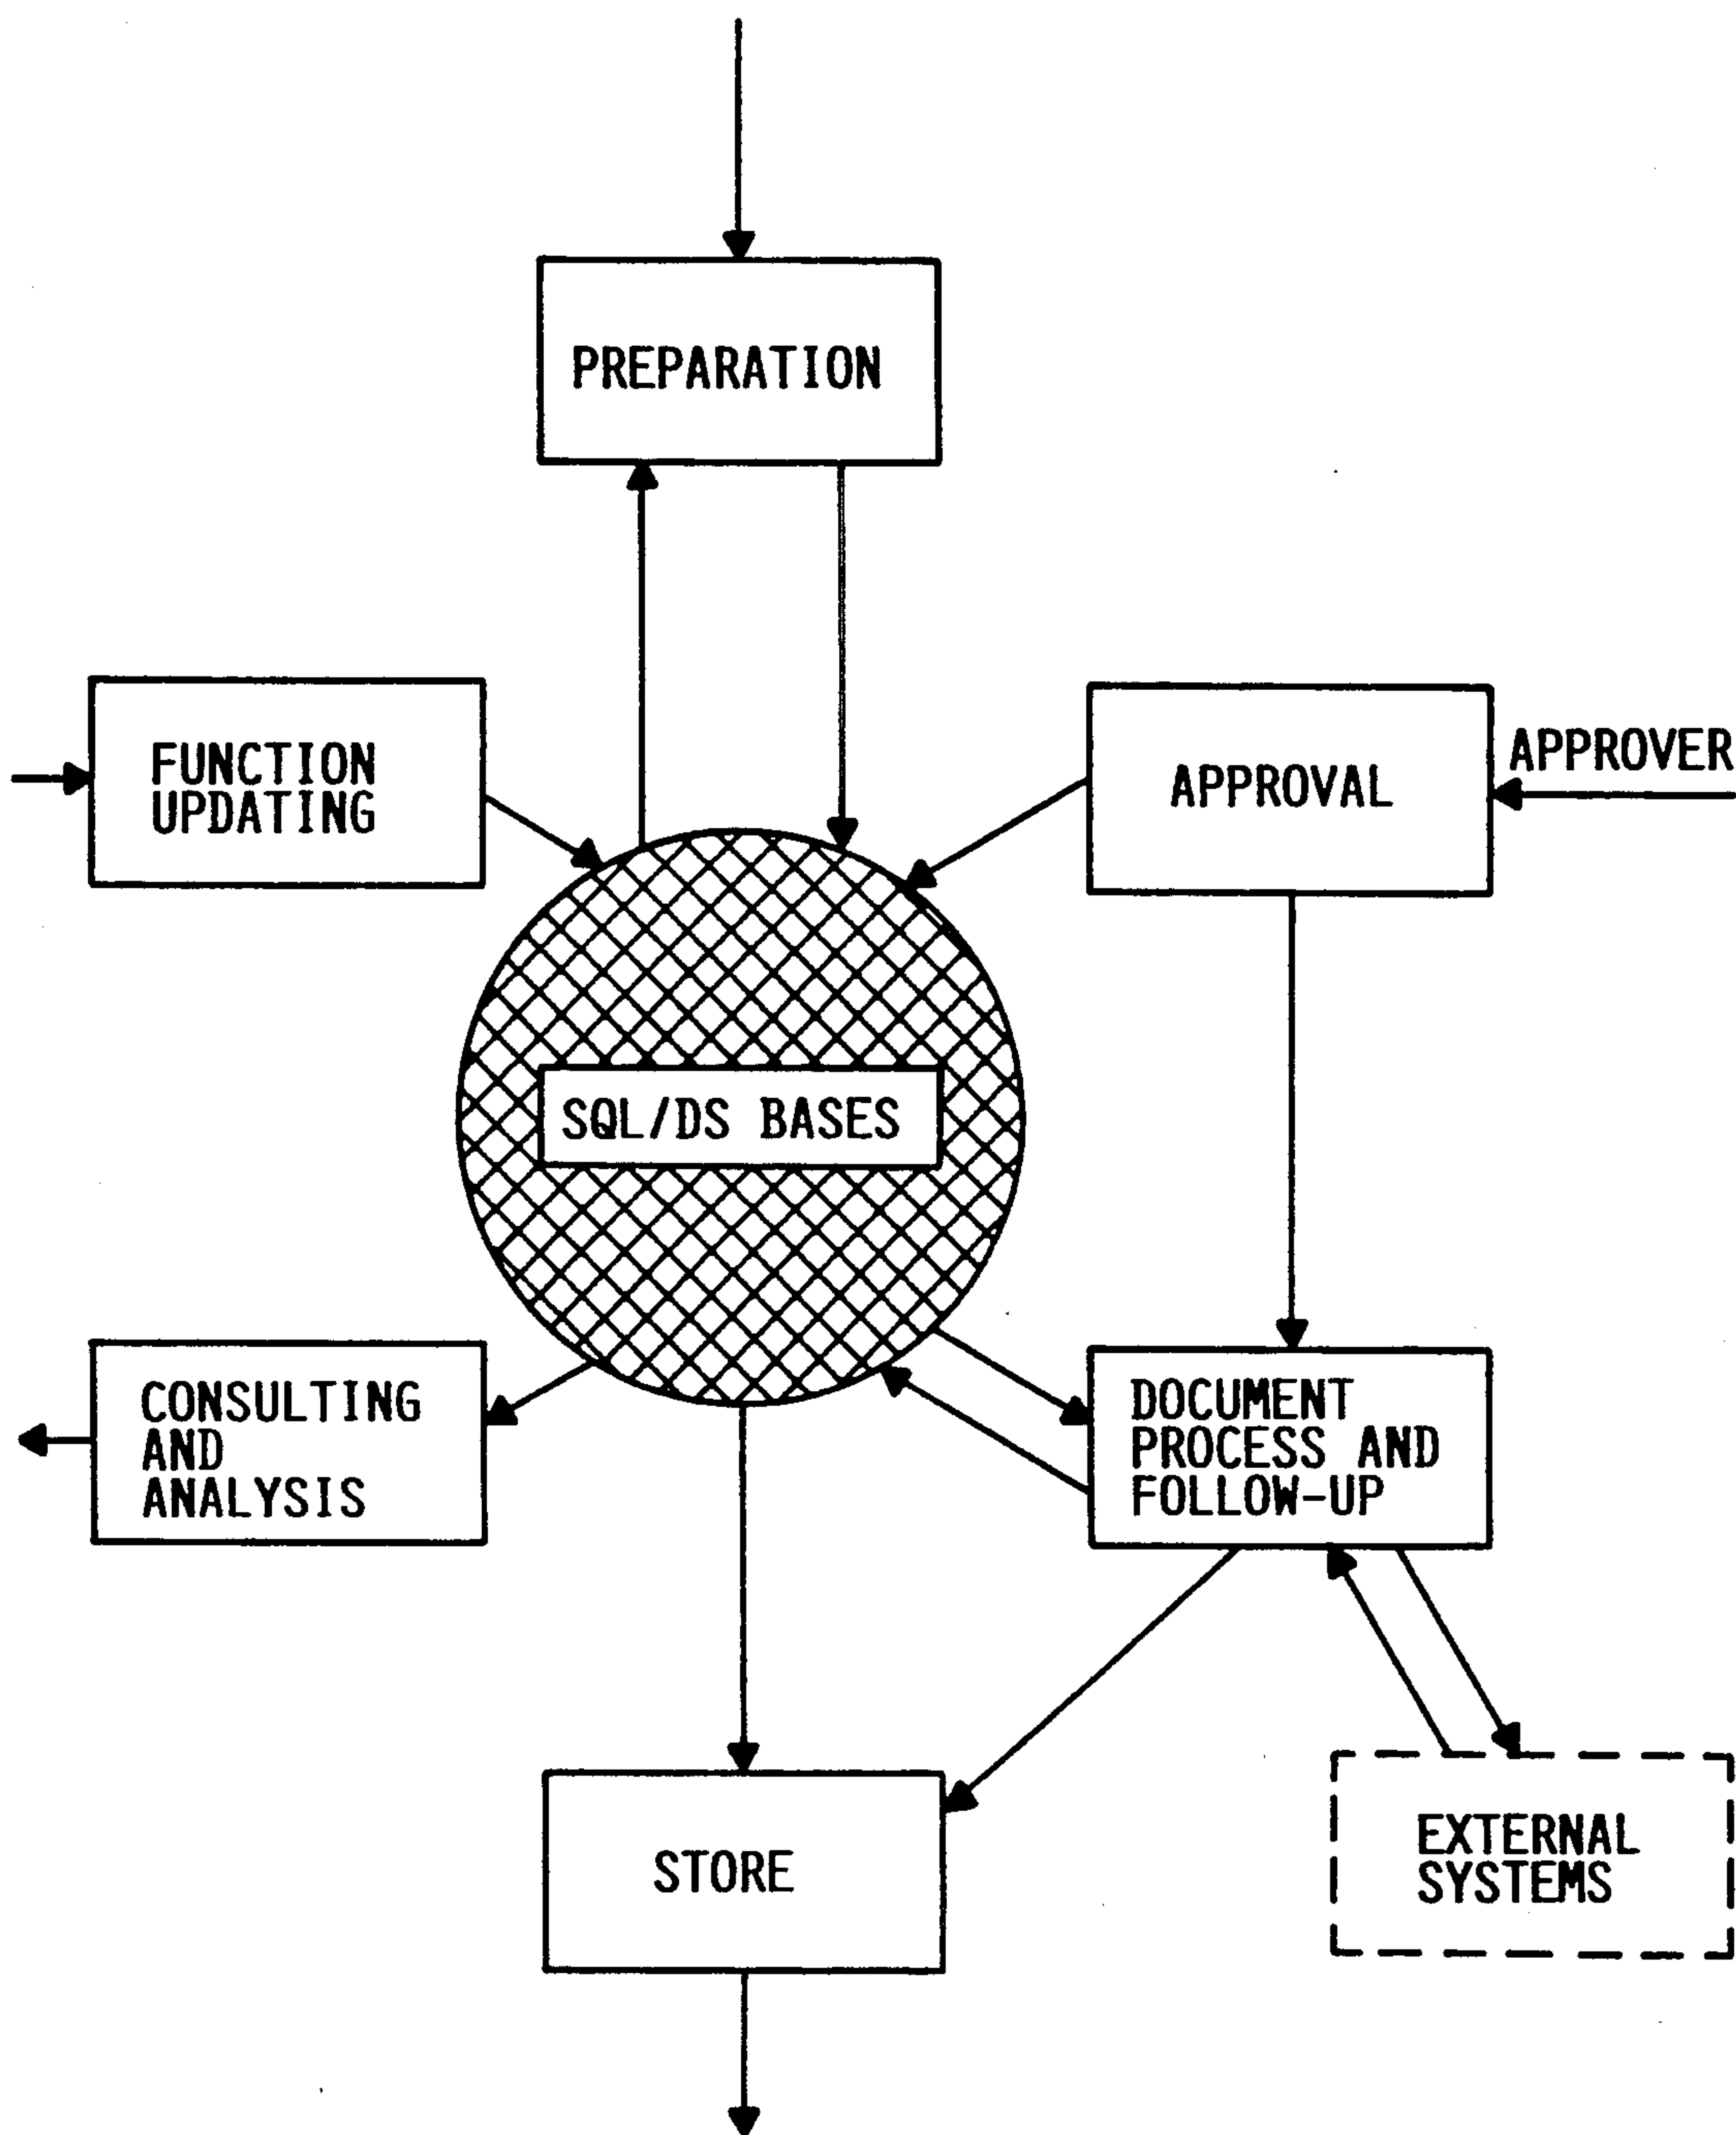 PREPARATION
FUNCTION
UPDATING
APPROVAL
APPROVER
SQL/DS BASES
CONSULTING
AND
ANALYSIS
DOCUMENT
PROCESS AND
FOLLOW-UP
STORE
EXTERNAL
SYSTEMS